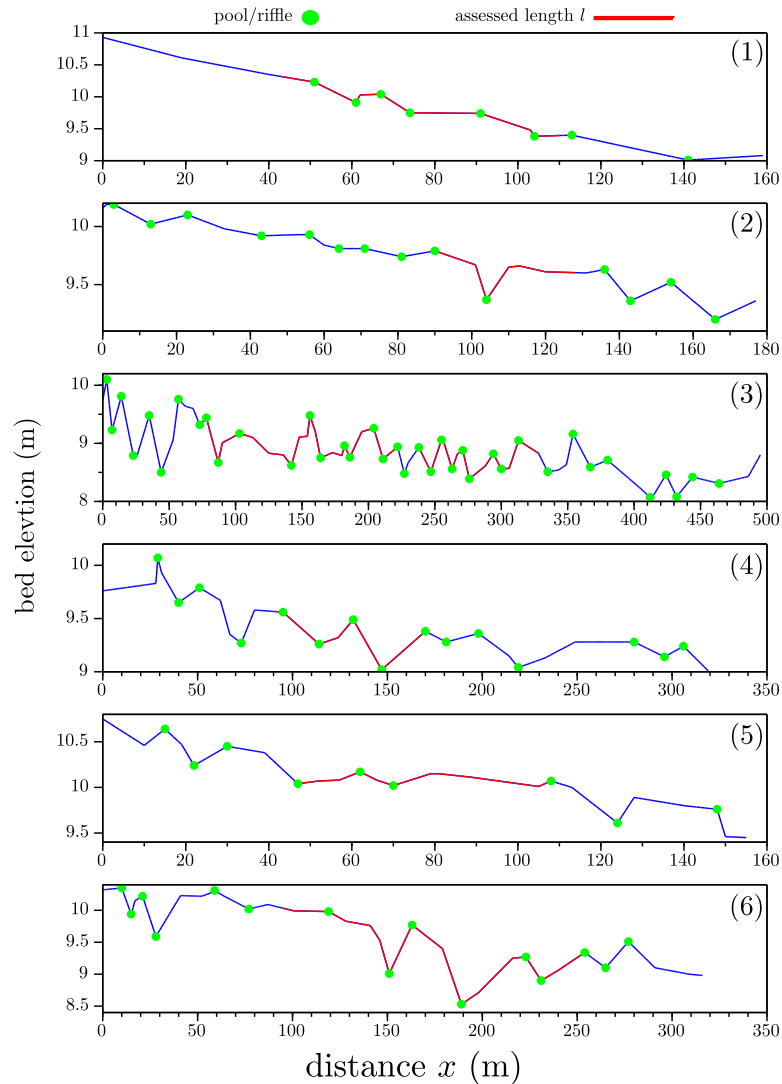 pool/riffle assessed length l
(1)
11
10.5
10
9.5
9
0 20 40 60 80 100 120 140 160
(2)
10
9.5
0 20 40 60 80 100 120 140 160 180
(3)
10
9
8
0 50 100 150 200 250 300 350 400 450 500
bed elevtion (m)
(4)
10
9.5
9
0 50 100 150 200 250 300 350
(5)
10.5
10
9.5
0 20 40 60 80 100 120 140 160
(6)
10
9.5
9
8.5
0 50 100 150 200 250 300 350
distance x (m)